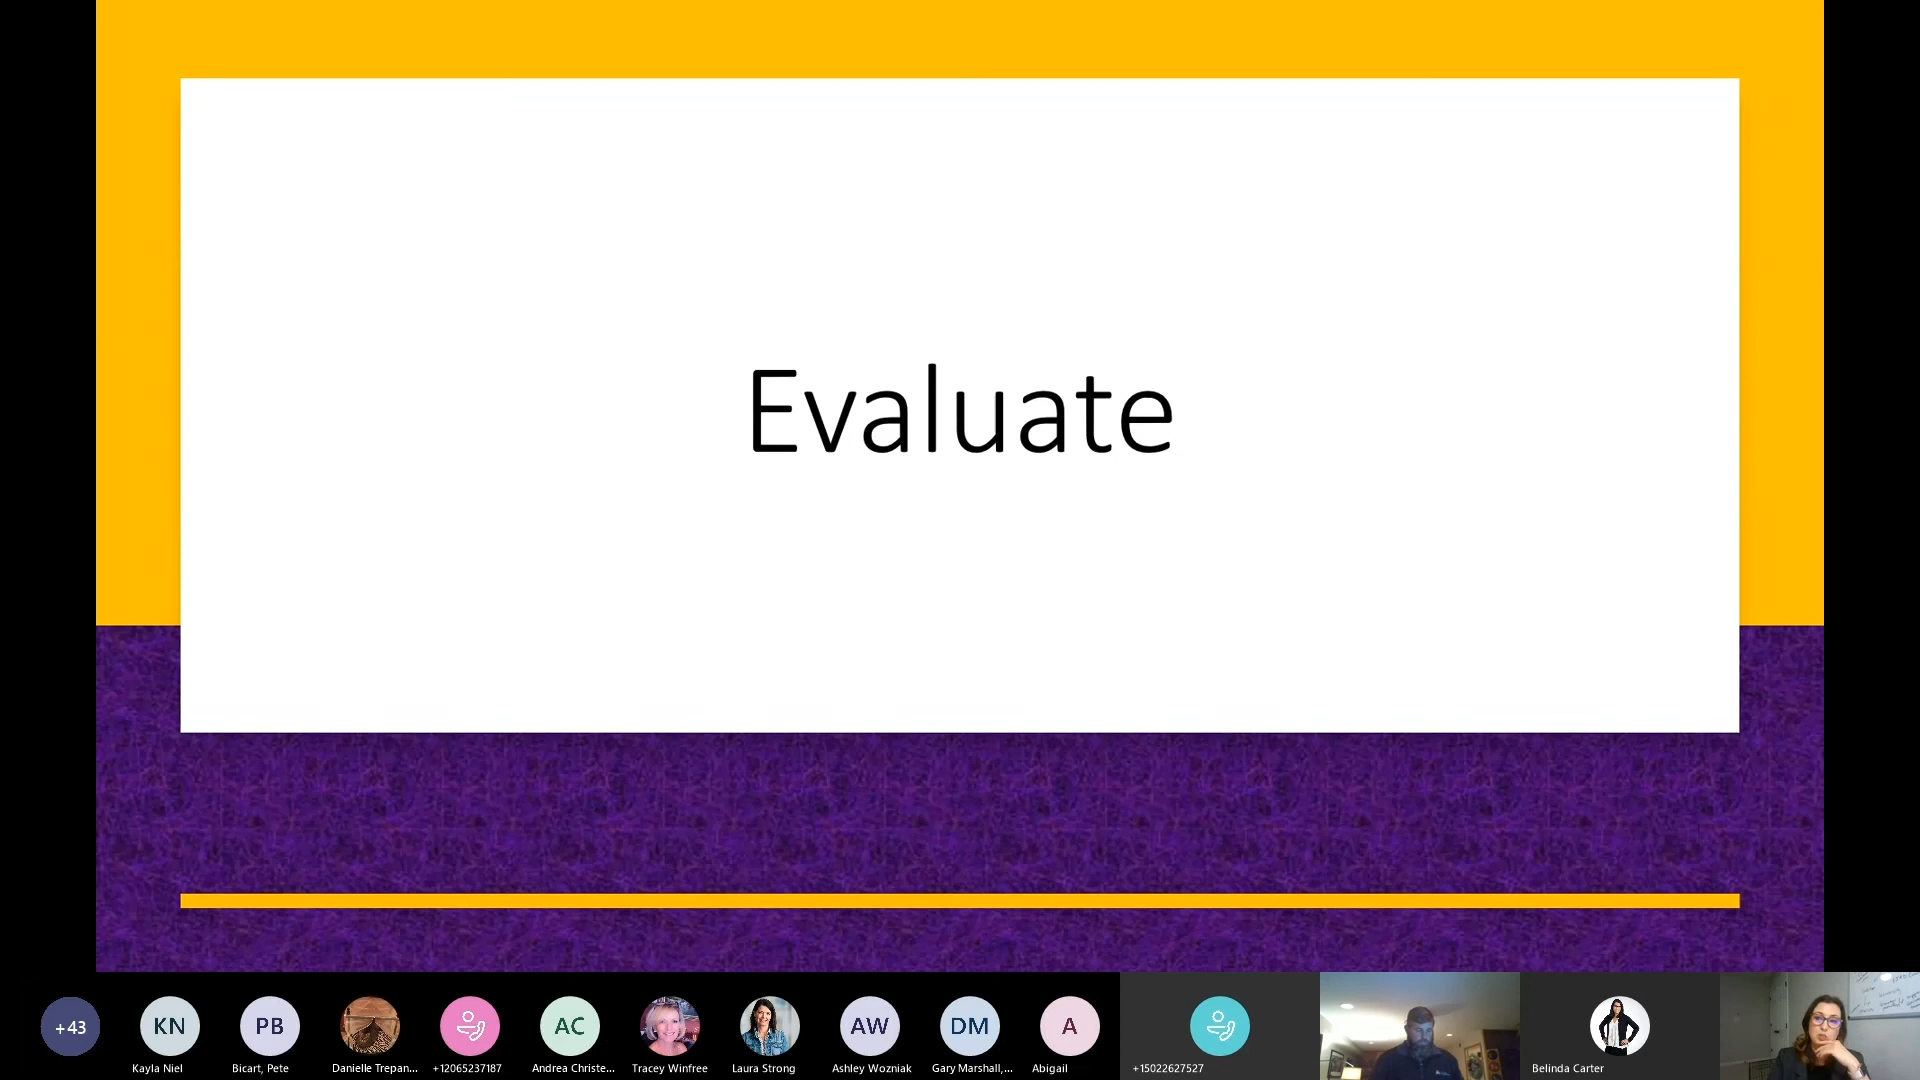 Evaluate
+43
KN
PB
AC
AW
DM
A
Kayla Niel
Bicart, Pete
Danielle Trepan...
+12065237187
Andrea Christe...
Tracey Winfree
Laura Strong
Ashley Wozniak
Gary Marshall,...
Abigail
+15022627527
Belinda Carter